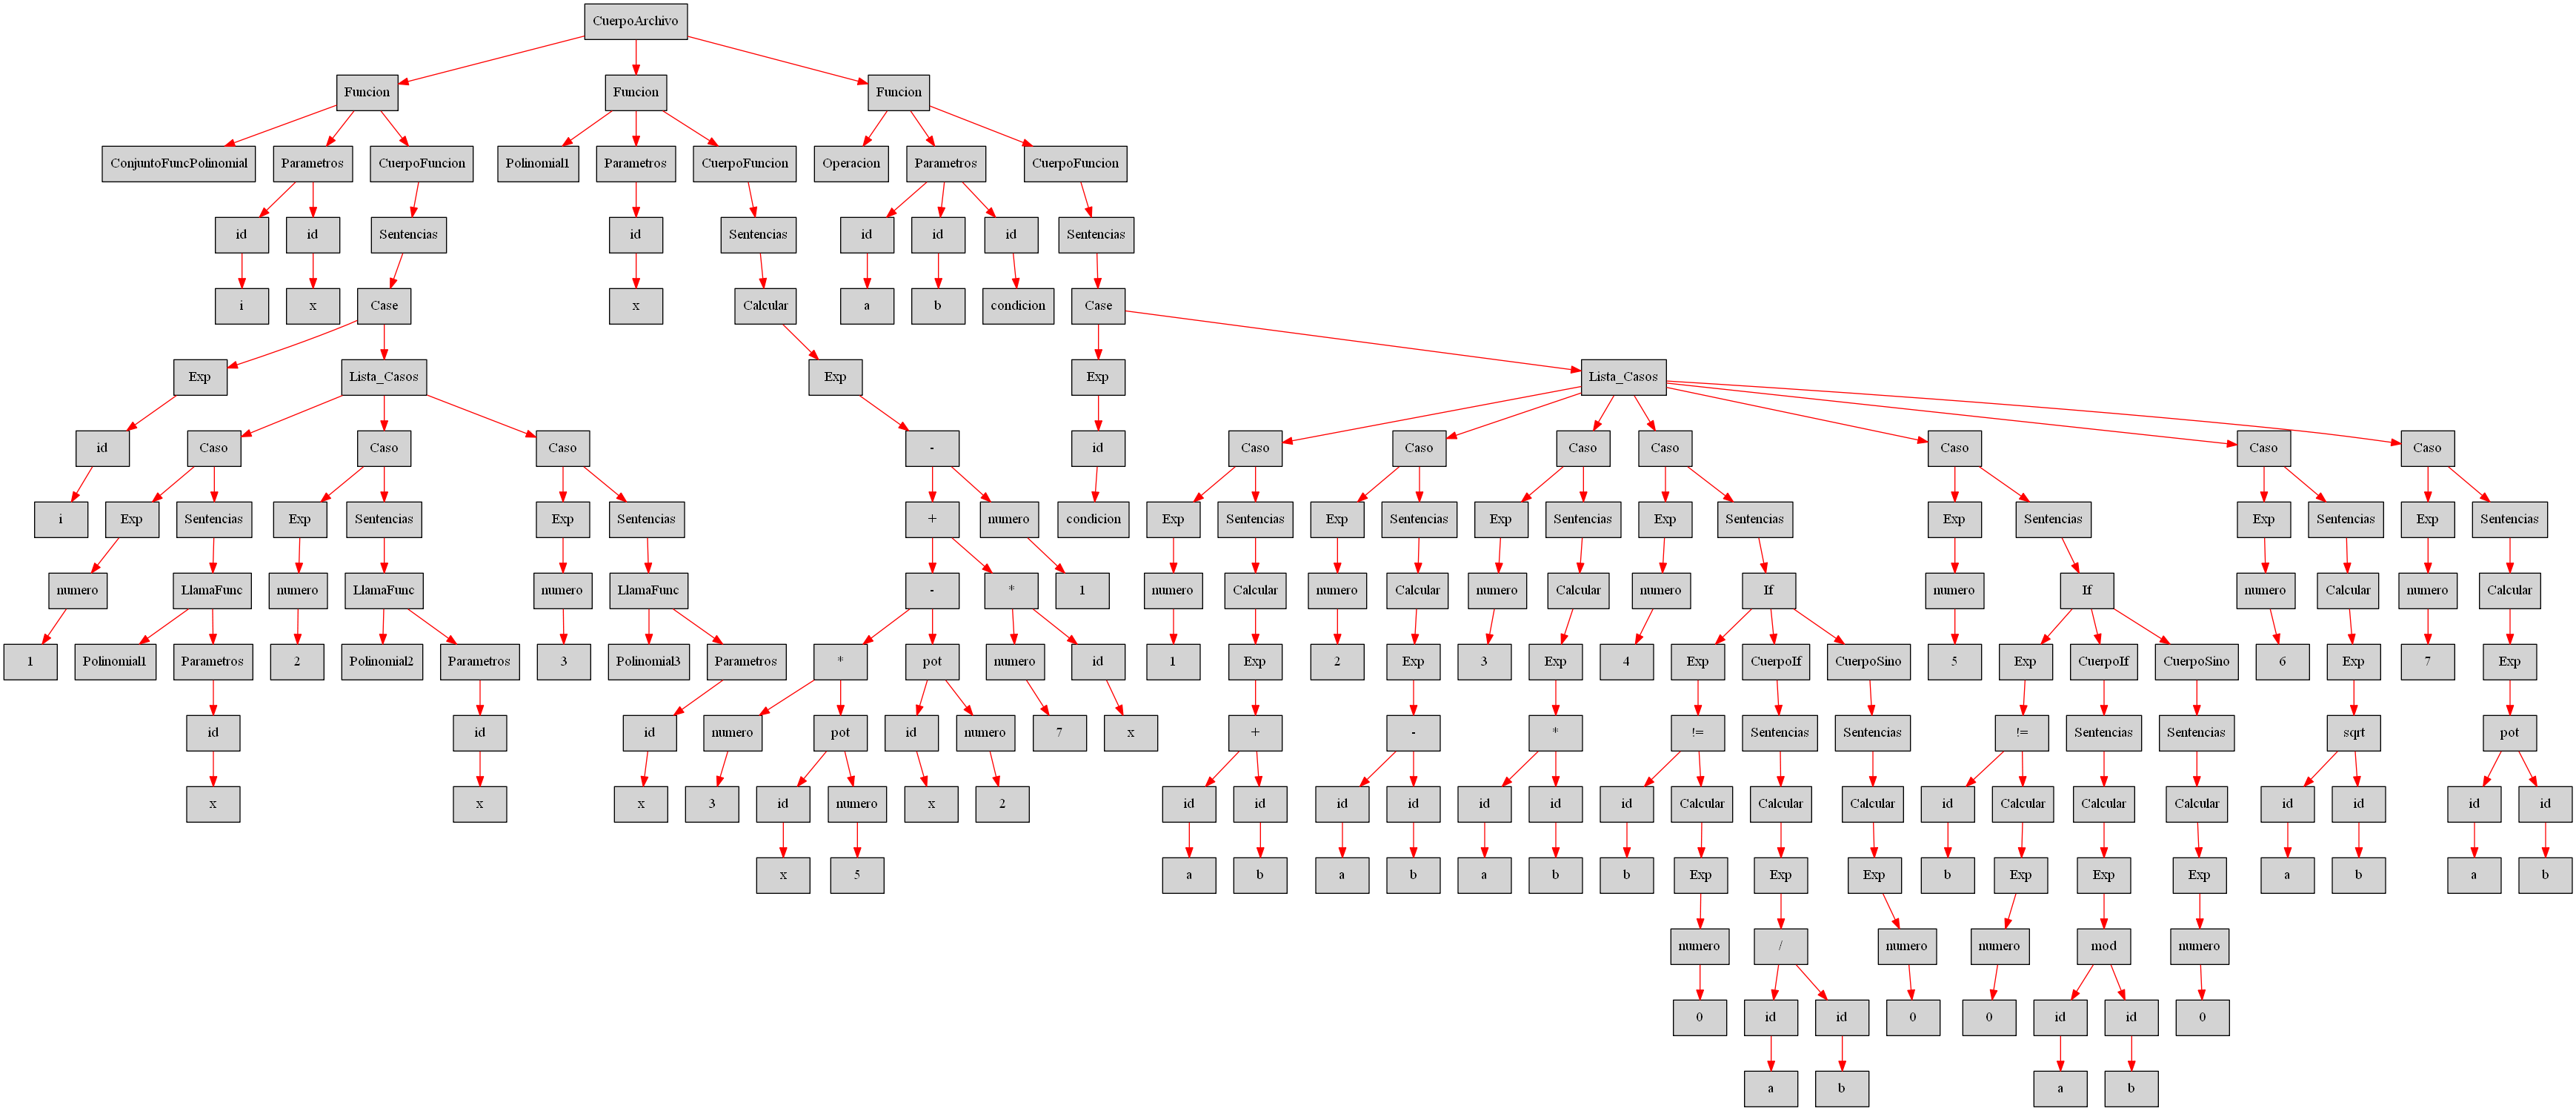 CuerpoArchivo
Funcion Funcion Funcion
ConjuntoFuncPolinomial Parametros CuerpoFuncion Polinomial1 Parametros CuerpoFuncion Operacion Parametros CuerpoFuncion
id id Sentencias id Sentencias id id id Sentencias
i x Case x Calcular a b condicion Case
Exp Lista_Casos Exp Exp Lista_Casos
id Caso Caso Caso - id Caso Caso Caso Caso Caso Caso Caso
i Exp Sentencias Exp Sentencias Exp Sentencias + numero condicion Exp Sentencias Exp Sentencias Exp Sentencias Exp Sentencias Exp Sentencias Exp Sentencias Exp Sentencias
numero LlamaFunc numero LlamaFunc numero LlamaFunc - * 1 numero Calcular numero Calcular numero Calcular numero If numero If numero Calcular numero Calcular
1 Polinomial1 Parametros 2 Polinomial2 Parametros 3 Polinomial3 Parametros * pot numero id 1 Exp 2 Exp 3 Exp 4 Exp CuerpoIf CuerpoSino 5 Exp CuerpoIf CuerpoSino 6 Exp 7 Exp
id id id numero pot id numero 7 x + - * != Sentencias Sentencias != Sentencias Sentencias sqrt pot
x x x 3 id numero x 2 id id id id id id id Calcular Calcular Calcular id Calcular Calcular Calcular id id id id
x 5 a b a b a b b Exp Exp Exp b Exp Exp Exp a b a b
numero / numero numero mod numero
0 id id 0 0 id id 0
a b a b